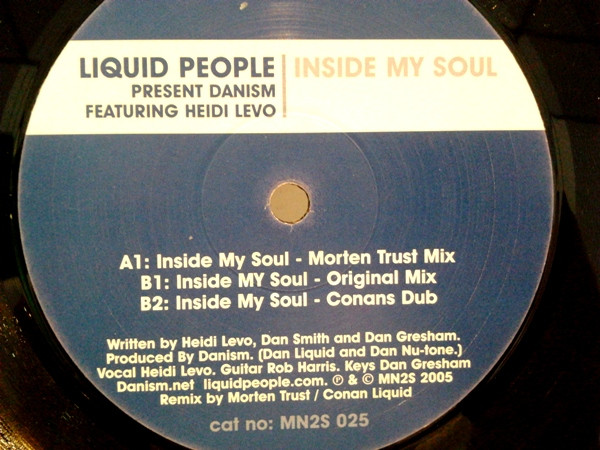 LIQUID PEOPLE | INSIDE MY SOUL
PRESENT DANISM
FEATURING HEIDI LEVO
A1: Inside My Soul - Morten Trust Mix
B1: Inside MY Soul - Original Mix
B2: Inside My Soul - Conans Dub
Written by Heidi Levo, Dan Smith and Dan Gresham.
Produced By Danism. (Dan Liquid and Dan Nu-tone.)
Vocal Heidi Levo. Guitar Rob Harris. Keys Dan Gresham
Danism.net liquidpeople.com. ℗ & © MN2S 2005
Remix by Morten Trust / Conan Liquid
cat no: MN2S 025